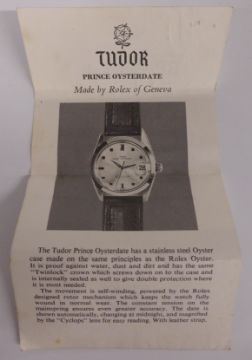 TUDOR
PRINCE OYSTERDATE
Made by Rolex of Geneva
The Tudor Prince Oysterdate has a stainless steel Oyster
case made on the same principles as the Rolex Oyster.
It is proof against water, dust and dirt and has the same
"Twinlock" crown which screws down on to the case and
is internally sealed as well to give double protection where
it is most needed.
The movement is self-winding, powered by the Rolex
designed rotor mechanism which keeps the watch fully
wound in normal wear. The constant tension on the
mainspring ensures even greater accuracy. The date is
shown automatically, changing at midnight, and magnified
by the "Cyclops" lens for easy reading. With leather strap.